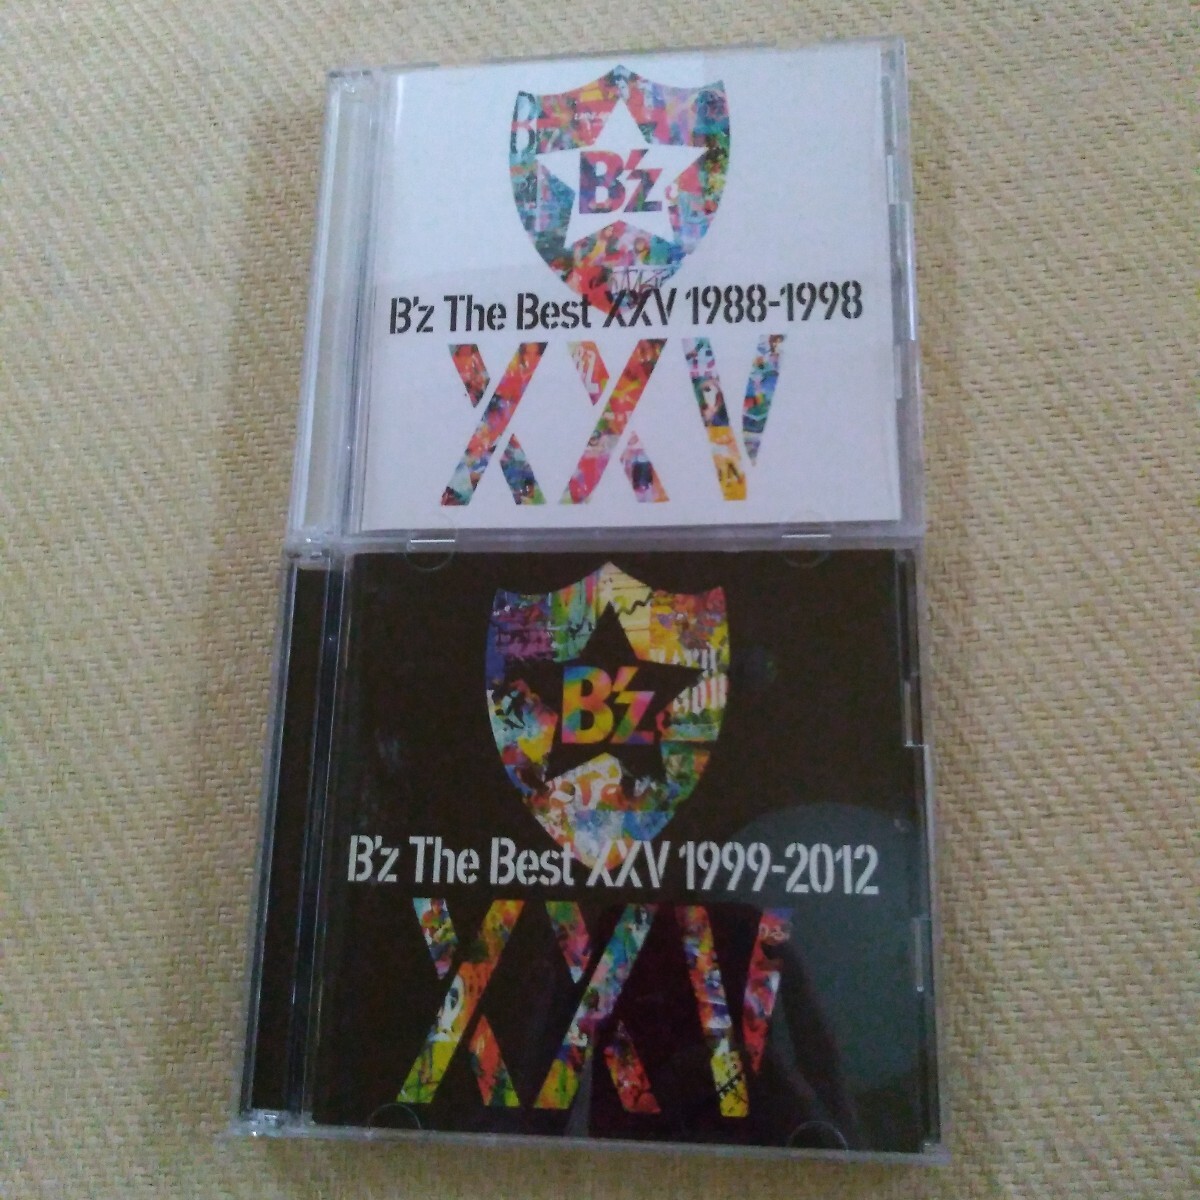 B'z
B'z The Best XXV 1988-1998
XXV
B'z
B'z The Best XXV 1999-2012
XXV